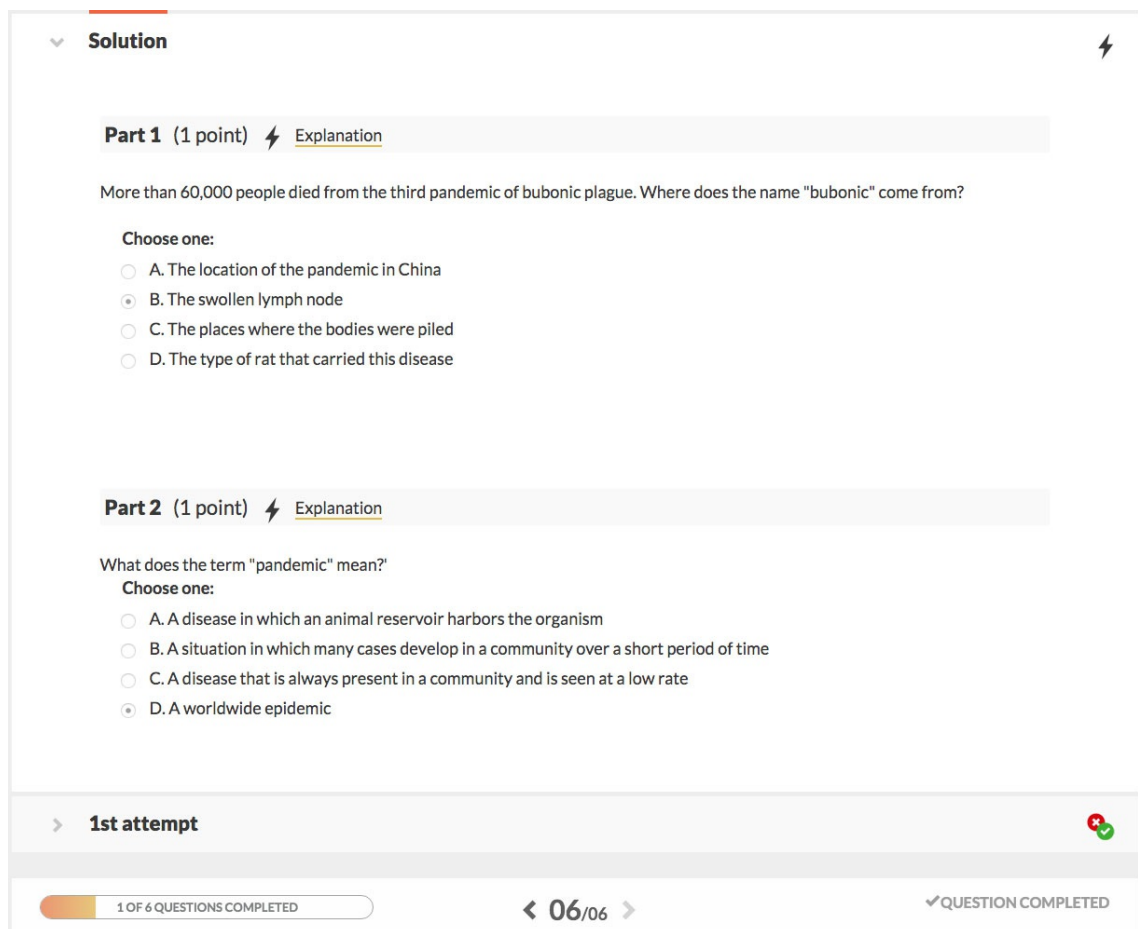 Solution
Part 1 (1 point) Explanation
More than 60,000 people died from the third pandemic of bubonic plague. Where does the name "bubonic" come from?
Choose one:
A. The location of the pandemic in China
B. The swollen lymph node
C. The places where the bodies were piled
D. The type of rat that carried this disease
Part 2 (1 point) Explanation
What does the term "pandemic" mean?'
Choose one:
A. A disease in which an animal reservoir harbors the organism
B. A situation in which many cases develop in a community over a short period of time
C. A disease that is always present in a community and is seen at a low rate
D. A worldwide epidemic
1st attempt
1 OF 6 QUESTIONS COMPLETED
06/06
QUESTION COMPLETED